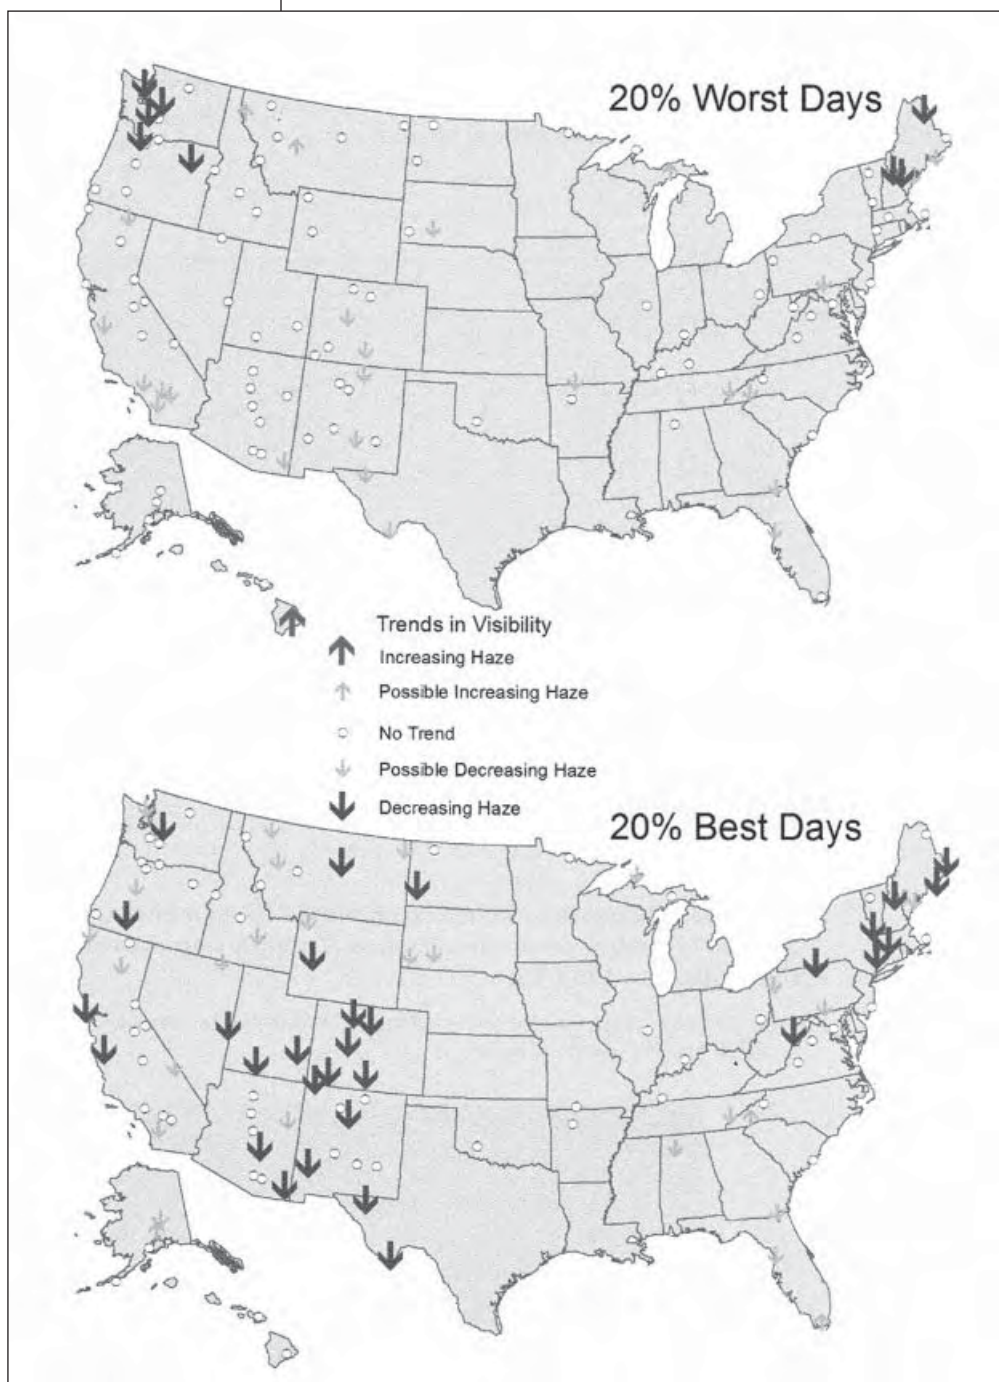 20% Worst Days
Trends in Visibility
Increasing Haze
Possible Increasing Haze
No Trend
Possible Decreasing Haze
Decreasing Haze
20% Best Days